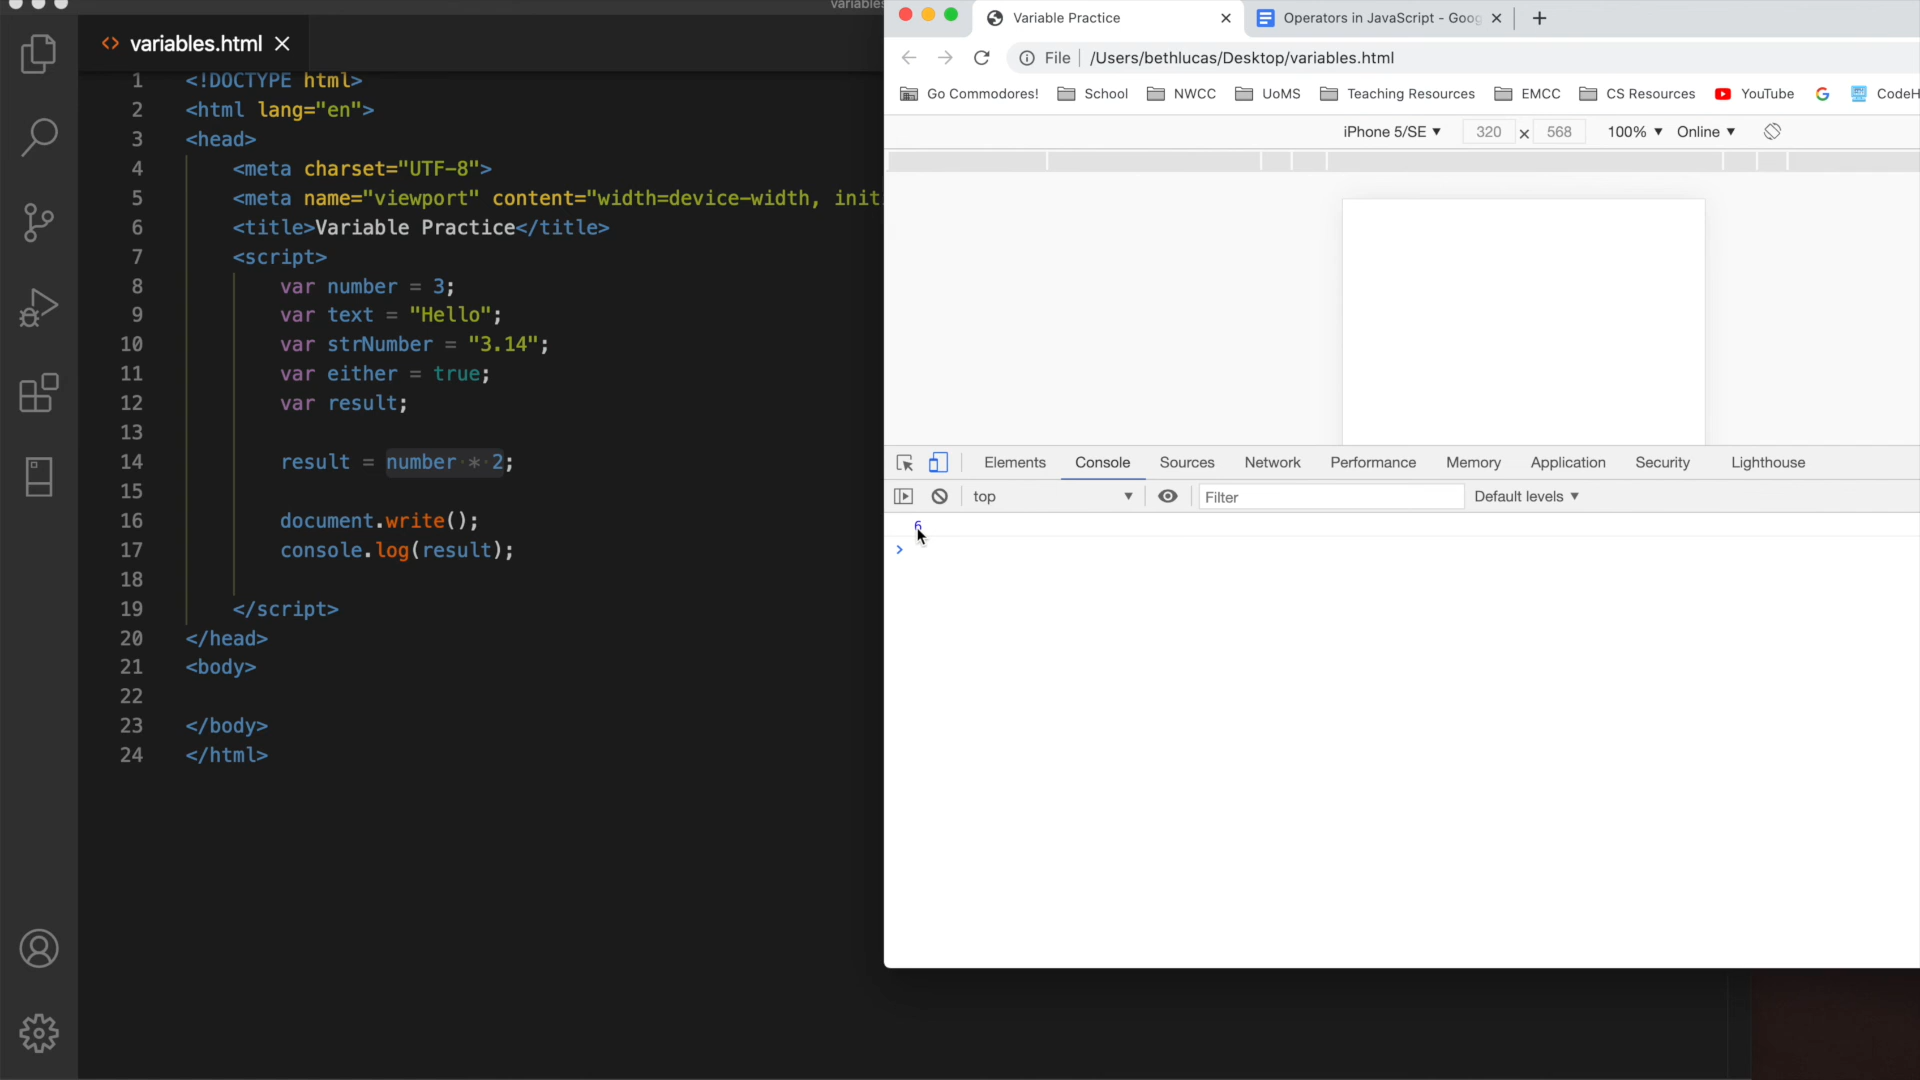 variables
variables.html
1 <!DOCTYPE html>
2 <html lang="en">
3 <head>
4 <meta charset="UTF-8">
5 <meta name="viewport" content="width=device-width, init
6 <title>Variable Practice</title>
7 <script>
8 var number = 3;
9 var text = "Hello";
10 var strNumber = "3.14";
11 var either = true;
12 var result;
13
14 result = number * 2;
15
16 document.write();
17 console.log(result);
18
19 </script>
20 </head>
21 <body>
22
23 </body>
24 </html>
Variable Practice
Operators in JavaScript - Goog
File /Users/bethlucas/Desktop/variables.html
Go Commodores! School NWCC UoMS Teaching Resources EMCC CS Resources YouTube CodeH
iPhone 5/SE 320 × 568 100% Online
Elements Console Sources Network Performance Memory Application Security Lighthouse
top Filter Default levels
6